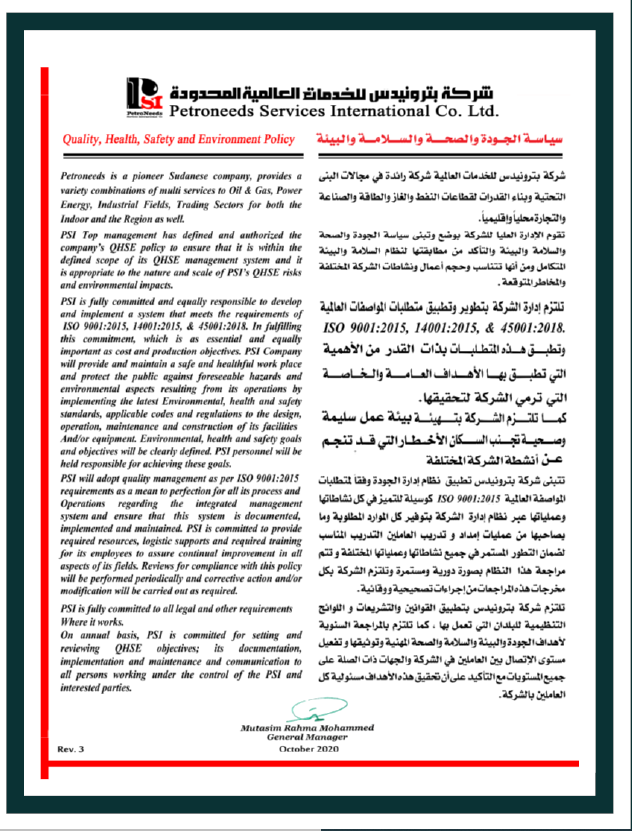 PSI
PetroNeeds
شركة بترونيدس للخدمات العالمية المحدودة
Petroneeds Services International Co. Ltd.
Quality, Health, Safety and Environment Policy
Petroneeds is a pioneer Sudanese company, provides a
variety combinations of multi services to Oil & Gas, Power
Energy, Industrial Fields, Trading Sectors for both the
Indoor and the Region as well.
PSI Top management has defined and authorized the
company's QHSE policy to ensure that it is within the
defined scope of its QHSE management system and it
is appropriate to the nature and scale of PSI's QHSE risks
and environmental impacts.
PSI is fully committed and equally responsible to develop
and implement a system that meets the requirements of
ISO 9001:2015, 14001:2015, & 45001:2018. In fulfilling
this commitment, which is as essential and equally
important as cost and production objectives. PSI Company
will provide and maintain a safe and healthful work place
and protect the public against foreseeable hazards and
environmental aspects resulting from its operations by
implementing the latest Environmental, health and safety
standards, applicable codes and regulations to the design,
operation, maintenance and construction of its facilities
And/or equipment. Environmental, health and safety goals
and objectives will be clearly defined. PSI personnel will be
held responsible for achieving these goals.
PSI will adopt quality management as per ISO 9001:2015
requirements as a mean to perfection for all its process and
Operations regarding the integrated management
system and ensure that this system is documented,
implemented and maintained. PSI is committed to provide
required resources, logistic supports and required training
for its employees to assure continual improvement in all
aspects of its fields. Reviews for compliance with this policy
will be performed periodically and corrective action and/or
modification will be carried out as required.
PSI is fully committed to all legal and other requirements
Where it works.
On annual basis, PSI is committed for setting and
reviewing QHSE objectives; its documentation,
implementation and maintenance and communication to
all persons working under the control of the PSI and
interested parties.
سياسة الجودة والصحة والسلامة والبيئة
شركة بترونيدس للخدمات العالمية شركة رائدة في مجالات البنى
التحتية وبناء القدرات لقطاعات النفط والغاز والطاقة والصناعة
والتجارة محلياً وإقليمياً.
تقوم الإدارة العليا للشركة بوضع وتبنى سياسة الجودة والصحة
والسلامة والبيئة والتأكد من مطابقتها لنظام السلامة والبيئة
المتكامل ومن أنها تتناسب وحجم أعمال ونشاطات الشركة المختلفة
والمخاطر المتوقعة.
تلتزم إدارة الشركة بتطوير وتطبيق متطلبات المواصفات العالمية
ISO 9001:2015, 14001:2015, & 45001:2018.
وتطبق هذه المتطلبات بذات القدر من الأهمية
التي تطبق بها الأهداف العامة والخاصة
التي ترمي الشركة لتحقيقها.
كما تلتزم الشركة بتهيئة بيئة عمل سليمة
وصحية تجنب السكان الأخطار التي قد تنجم
عن أنشطة الشركة المختلفة
تتبنى شركة بترونيدس تطبيق نظام إدارة الجودة وفقا لمتطلبات
المواصفة العالمية ISO 9001:2015 كوسيلة للتميز في كل نشاطاتها
وعملياتها عبر نظام إدارة الشركة بتوفير كل الموارد المطلوبة وما
يصاحبها من عمليات إمداد و تدريب العاملين التدريب المناسب
لضمان التطور المستمر في جميع نشاطاتها وعملياتها المختلفة و تتم
مراجعة هذا النظام بصورة دورية ومستمرة وتلتزم الشركة بكل
مخرجات هذه المراجعات من إجراءات تصحيحية ووقائية.
تلتزم شركة بترونيدس بتطبيق القوانين والتشريعات و اللوائح
التنظيمية للبلدان التي تعمل بها ، كما تلتزم بالمراجعة السنوية
لأهداف الجودة والبيئة والسلامة والصحة المهنية وتوثيقها و تفعيل
مستوى الإتصال بين العاملين في الشركة والجهات ذات الصلة على
جميع المستويات مع التأكيد على أن تحقيق هذه الأهداف مسئولية كل
العاملين بالشركة.
Mutasim Rahma Mohammed
General Manager
Rev. 3
October 2020